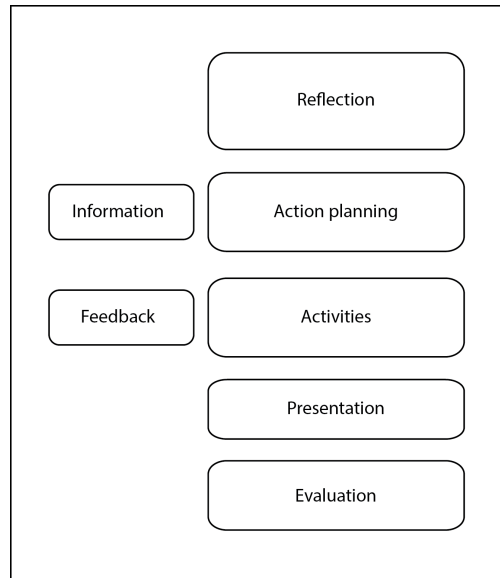 Reflection
Information
Action planning
Feedback
Activities
Presentation
Evaluation